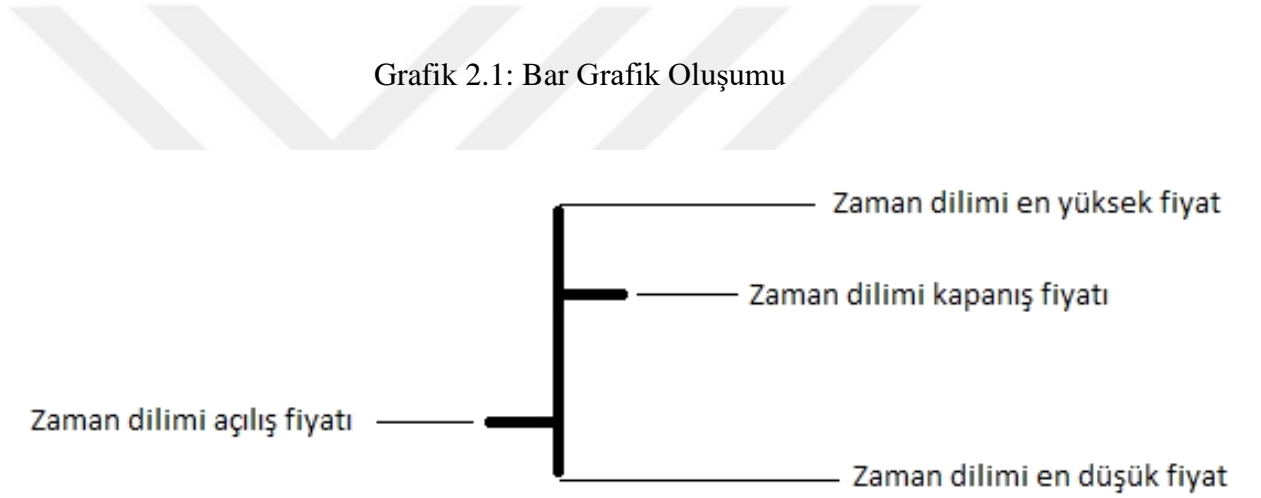 Grafik 2.1: Bar Grafik Oluşumu
Zaman dilimi en yüksek fiyat
Zaman dilimi kapanış fiyatı
Zaman dilimi açılış fiyatı
Zaman dilimi en düşük fiyat